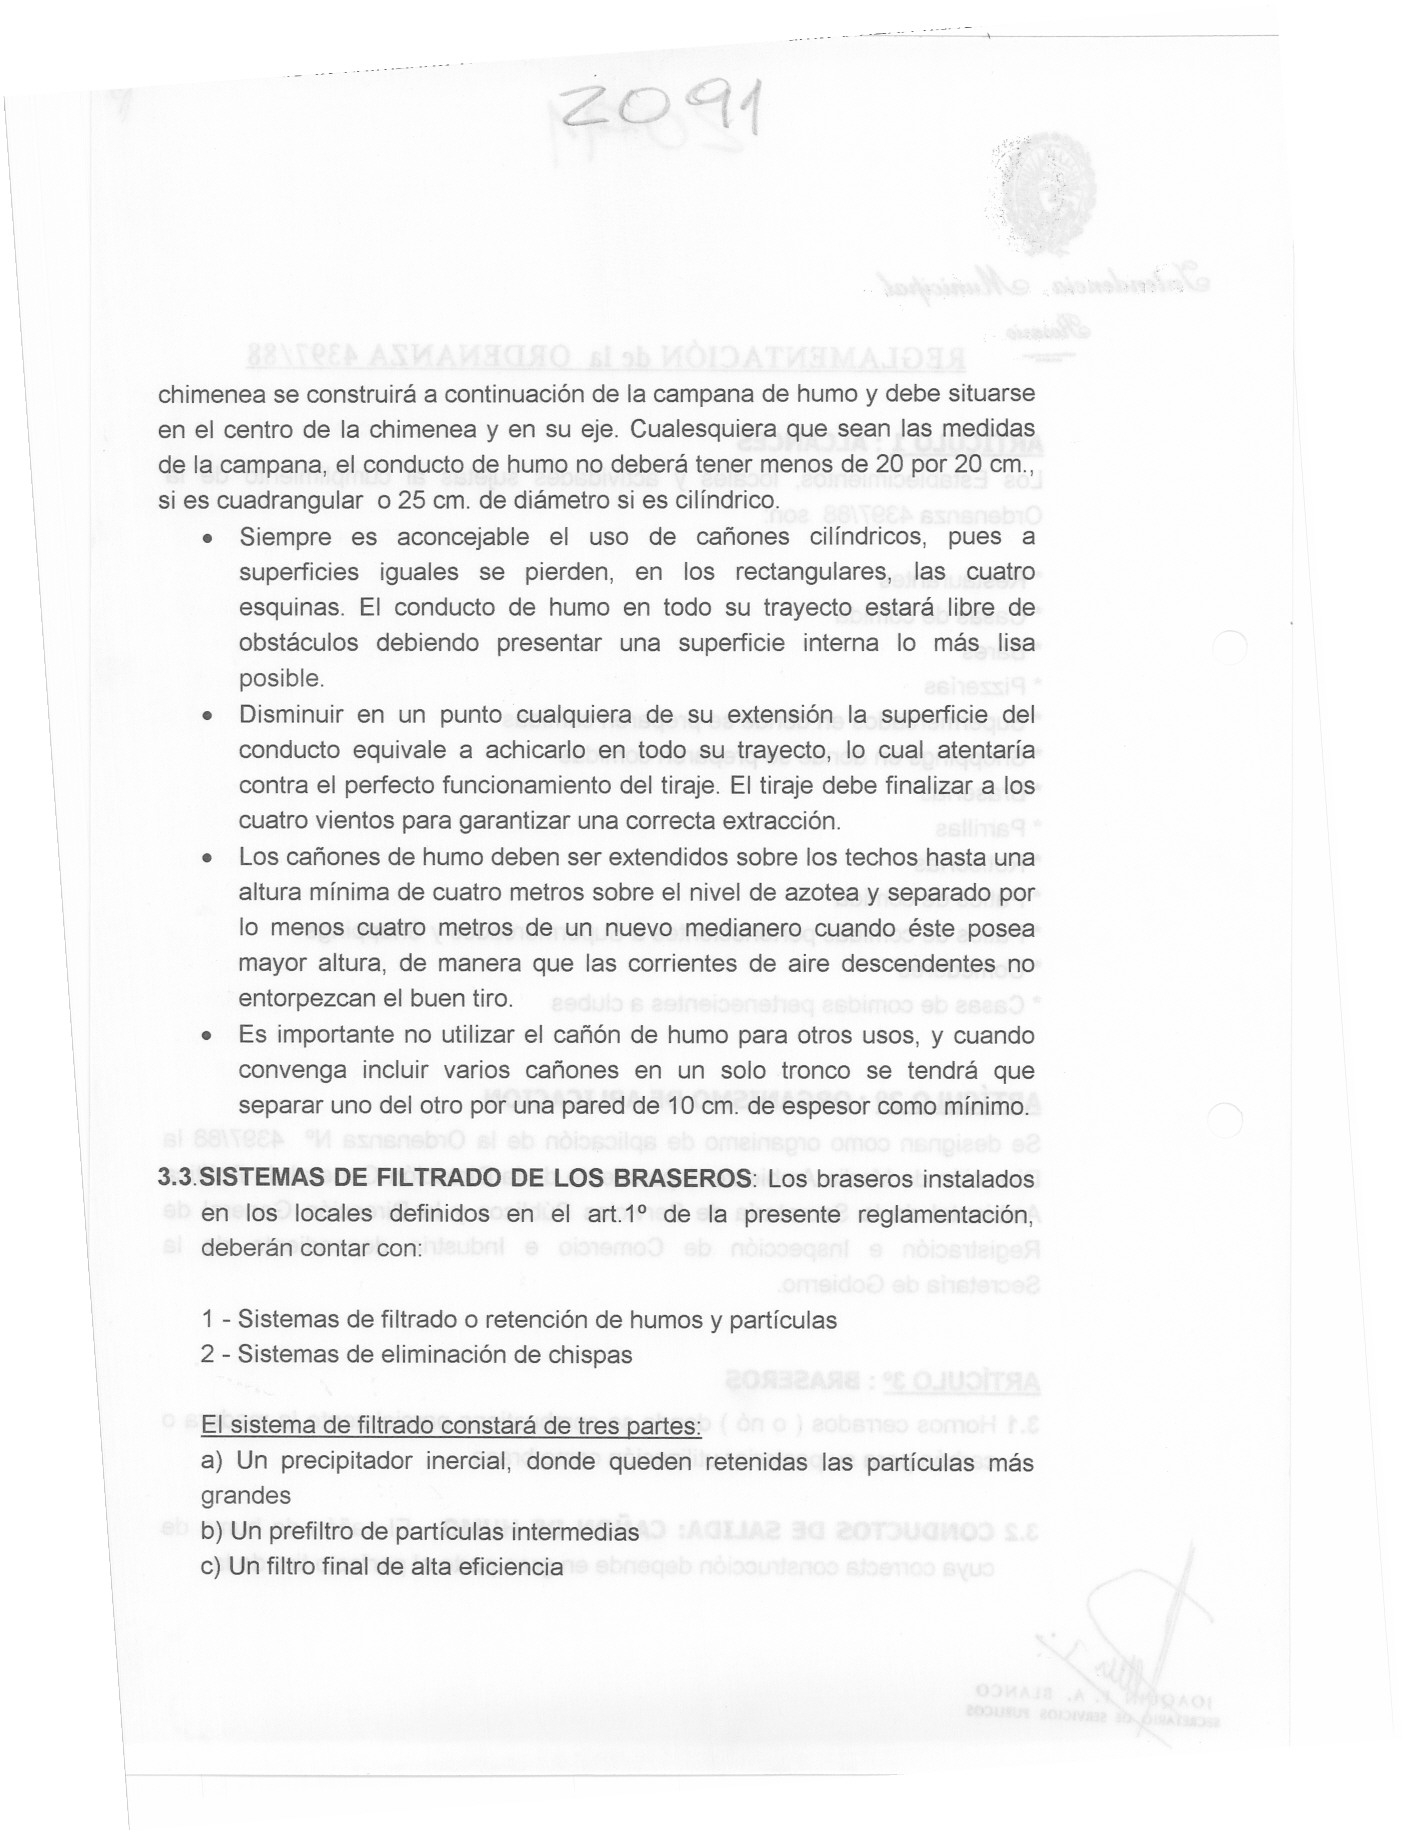 2091
chimenea se construirá a continuación de la campana de humo y debe situarse
en el centro de la chimenea y en su eje. Cualesquiera que sean las medidas
de la campana, el conducto de humo no deberá tener menos de 20 por 20 cm.,
si es cuadrangular o 25 cm. de diámetro si es cilíndrico.
• Siempre es aconcejable el uso de cañones cilíndricos, pues a
superficies iguales se pierden, en los rectangulares, las cuatro
esquinas. El conducto de humo en todo su trayecto estará libre de
obstáculos debiendo presentar una superficie interna lo más lisa
posible.
• Disminuir en un punto cualquiera de su extensión la superficie del
conducto equivale a achicarlo en todo su trayecto, lo cual atentaría
contra el perfecto funcionamiento del tiraje. El tiraje debe finalizar a los
cuatro vientos para garantizar una correcta extracción.
• Los cañones de humo deben ser extendidos sobre los techos hasta una
altura mínima de cuatro metros sobre el nivel de azotea y separado por
lo menos cuatro metros de un nuevo medianero cuando éste posea
mayor altura, de manera que las corrientes de aire descendentes no
entorpezcan el buen tiro.
• Es importante no utilizar el cañón de humo para otros usos, y cuando
convenga incluir varios cañones en un solo tronco se tendrá que
separar uno del otro por una pared de 10 cm. de espesor como mínimo.
3.3 SISTEMAS DE FILTRADO DE LOS BRASEROS: Los braseros instalados
en los locales definidos en el art.1º de la presente reglamentación,
deberán contar con:
1 - Sistemas de filtrado o retención de humos y partículas
2 - Sistemas de eliminación de chispas
El sistema de filtrado constará de tres partes:
a) Un precipitador inercial, donde queden retenidas las partículas más
grandes
b) Un prefiltro de partículas intermedias
c) Un filtro final de alta eficiencia